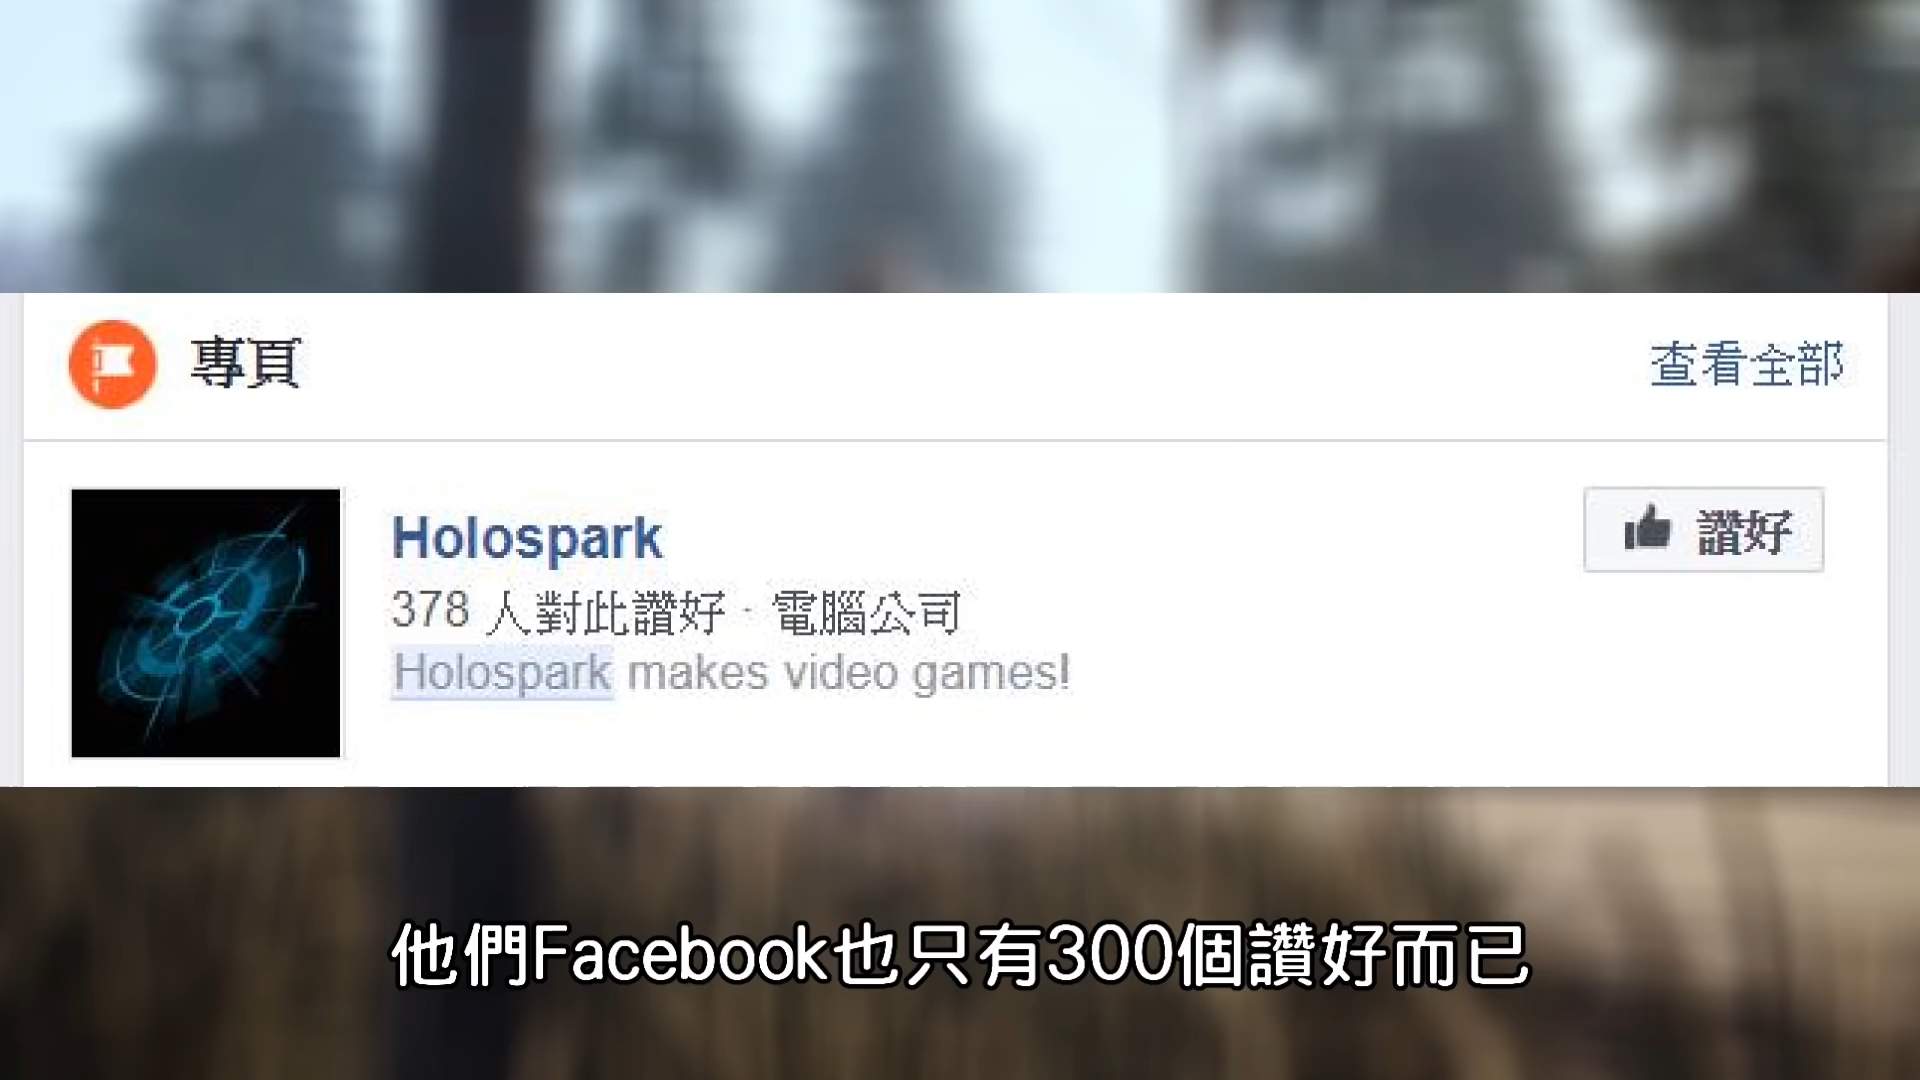 專頁
查看全部
Holospark
讚好
378 人對此讚好 · 電腦公司
Holospark makes video games!
他們Facebook也只有300個讚好而已